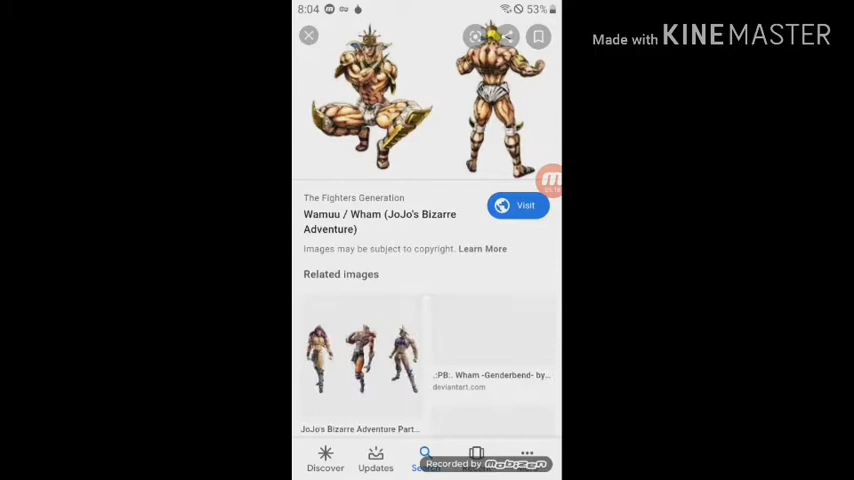 8:04
53%
Made with KINEMASTER
The Fighters Generation
Wamuu / Wham (JoJo's Bizarre
Adventure)
Visit
Images may be subject to copyright. Learn More
Related images
.:PB:. Wham -Genderbend- by...
deviantart.com
JoJo's Bizarre Adventure Part...
Discover
Updates
Recorded by mobizen